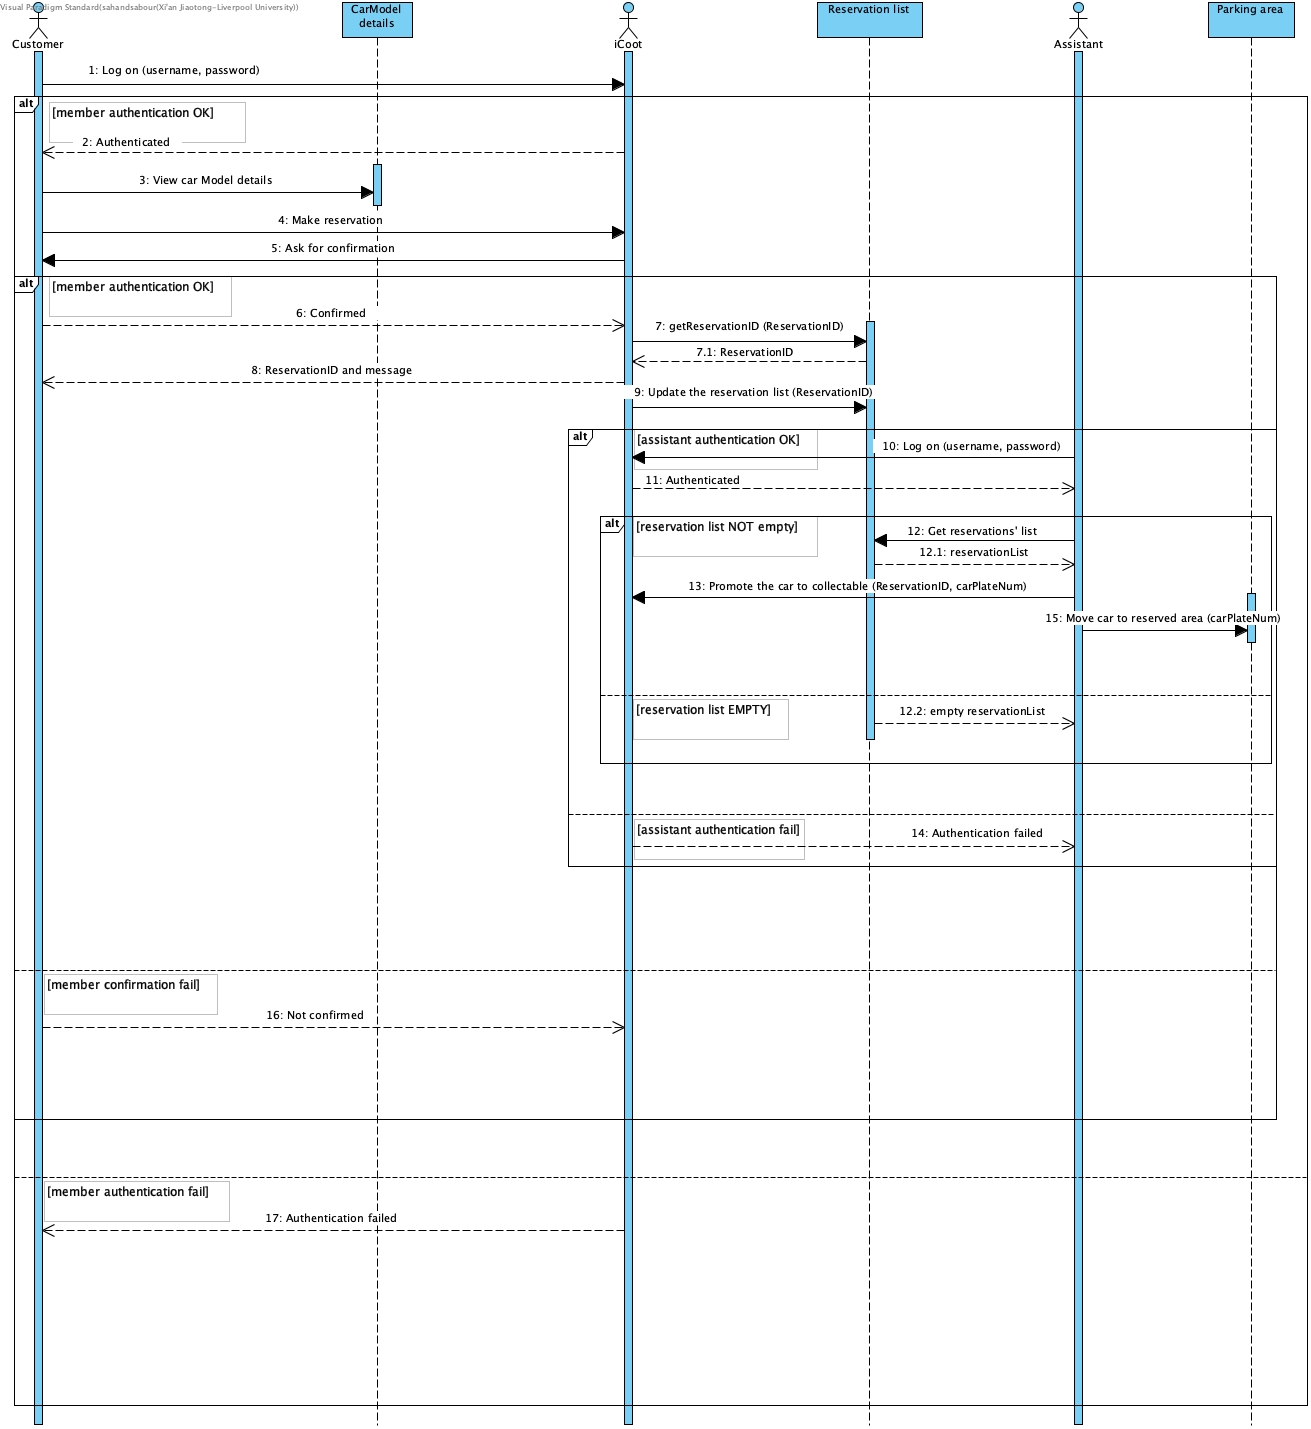 Visual Paradigm Standard(sahandsabour(Xi'an Jiaotong-Liverpool University))
Customer
CarModel
details
iCoot
Reservation list
Assistant
Parking area
1: Log on (username, password)
alt
[member authentication OK]
2: Authenticated
3: View car Model details
4: Make reservation
5: Ask for confirmation
alt
[member authentication OK]
6: Confirmed
7: getReservationID (ReservationID)
7.1: ReservationID
8: ReservationID and message
9: Update the reservation list (ReservationID)
alt
[assistant authentication OK]
10: Log on (username, password)
11: Authenticated
alt
[reservation list NOT empty]
12: Get reservations' list
12.1: reservationList
13: Promote the car to collectable (ReservationID, carPlateNum)
15: Move car to reserved area (carPlateNum)
[reservation list EMPTY]
12.2: empty reservationList
[assistant authentication fail]
14: Authentication failed
[member confirmation fail]
16: Not confirmed
[member authentication fail]
17: Authentication failed